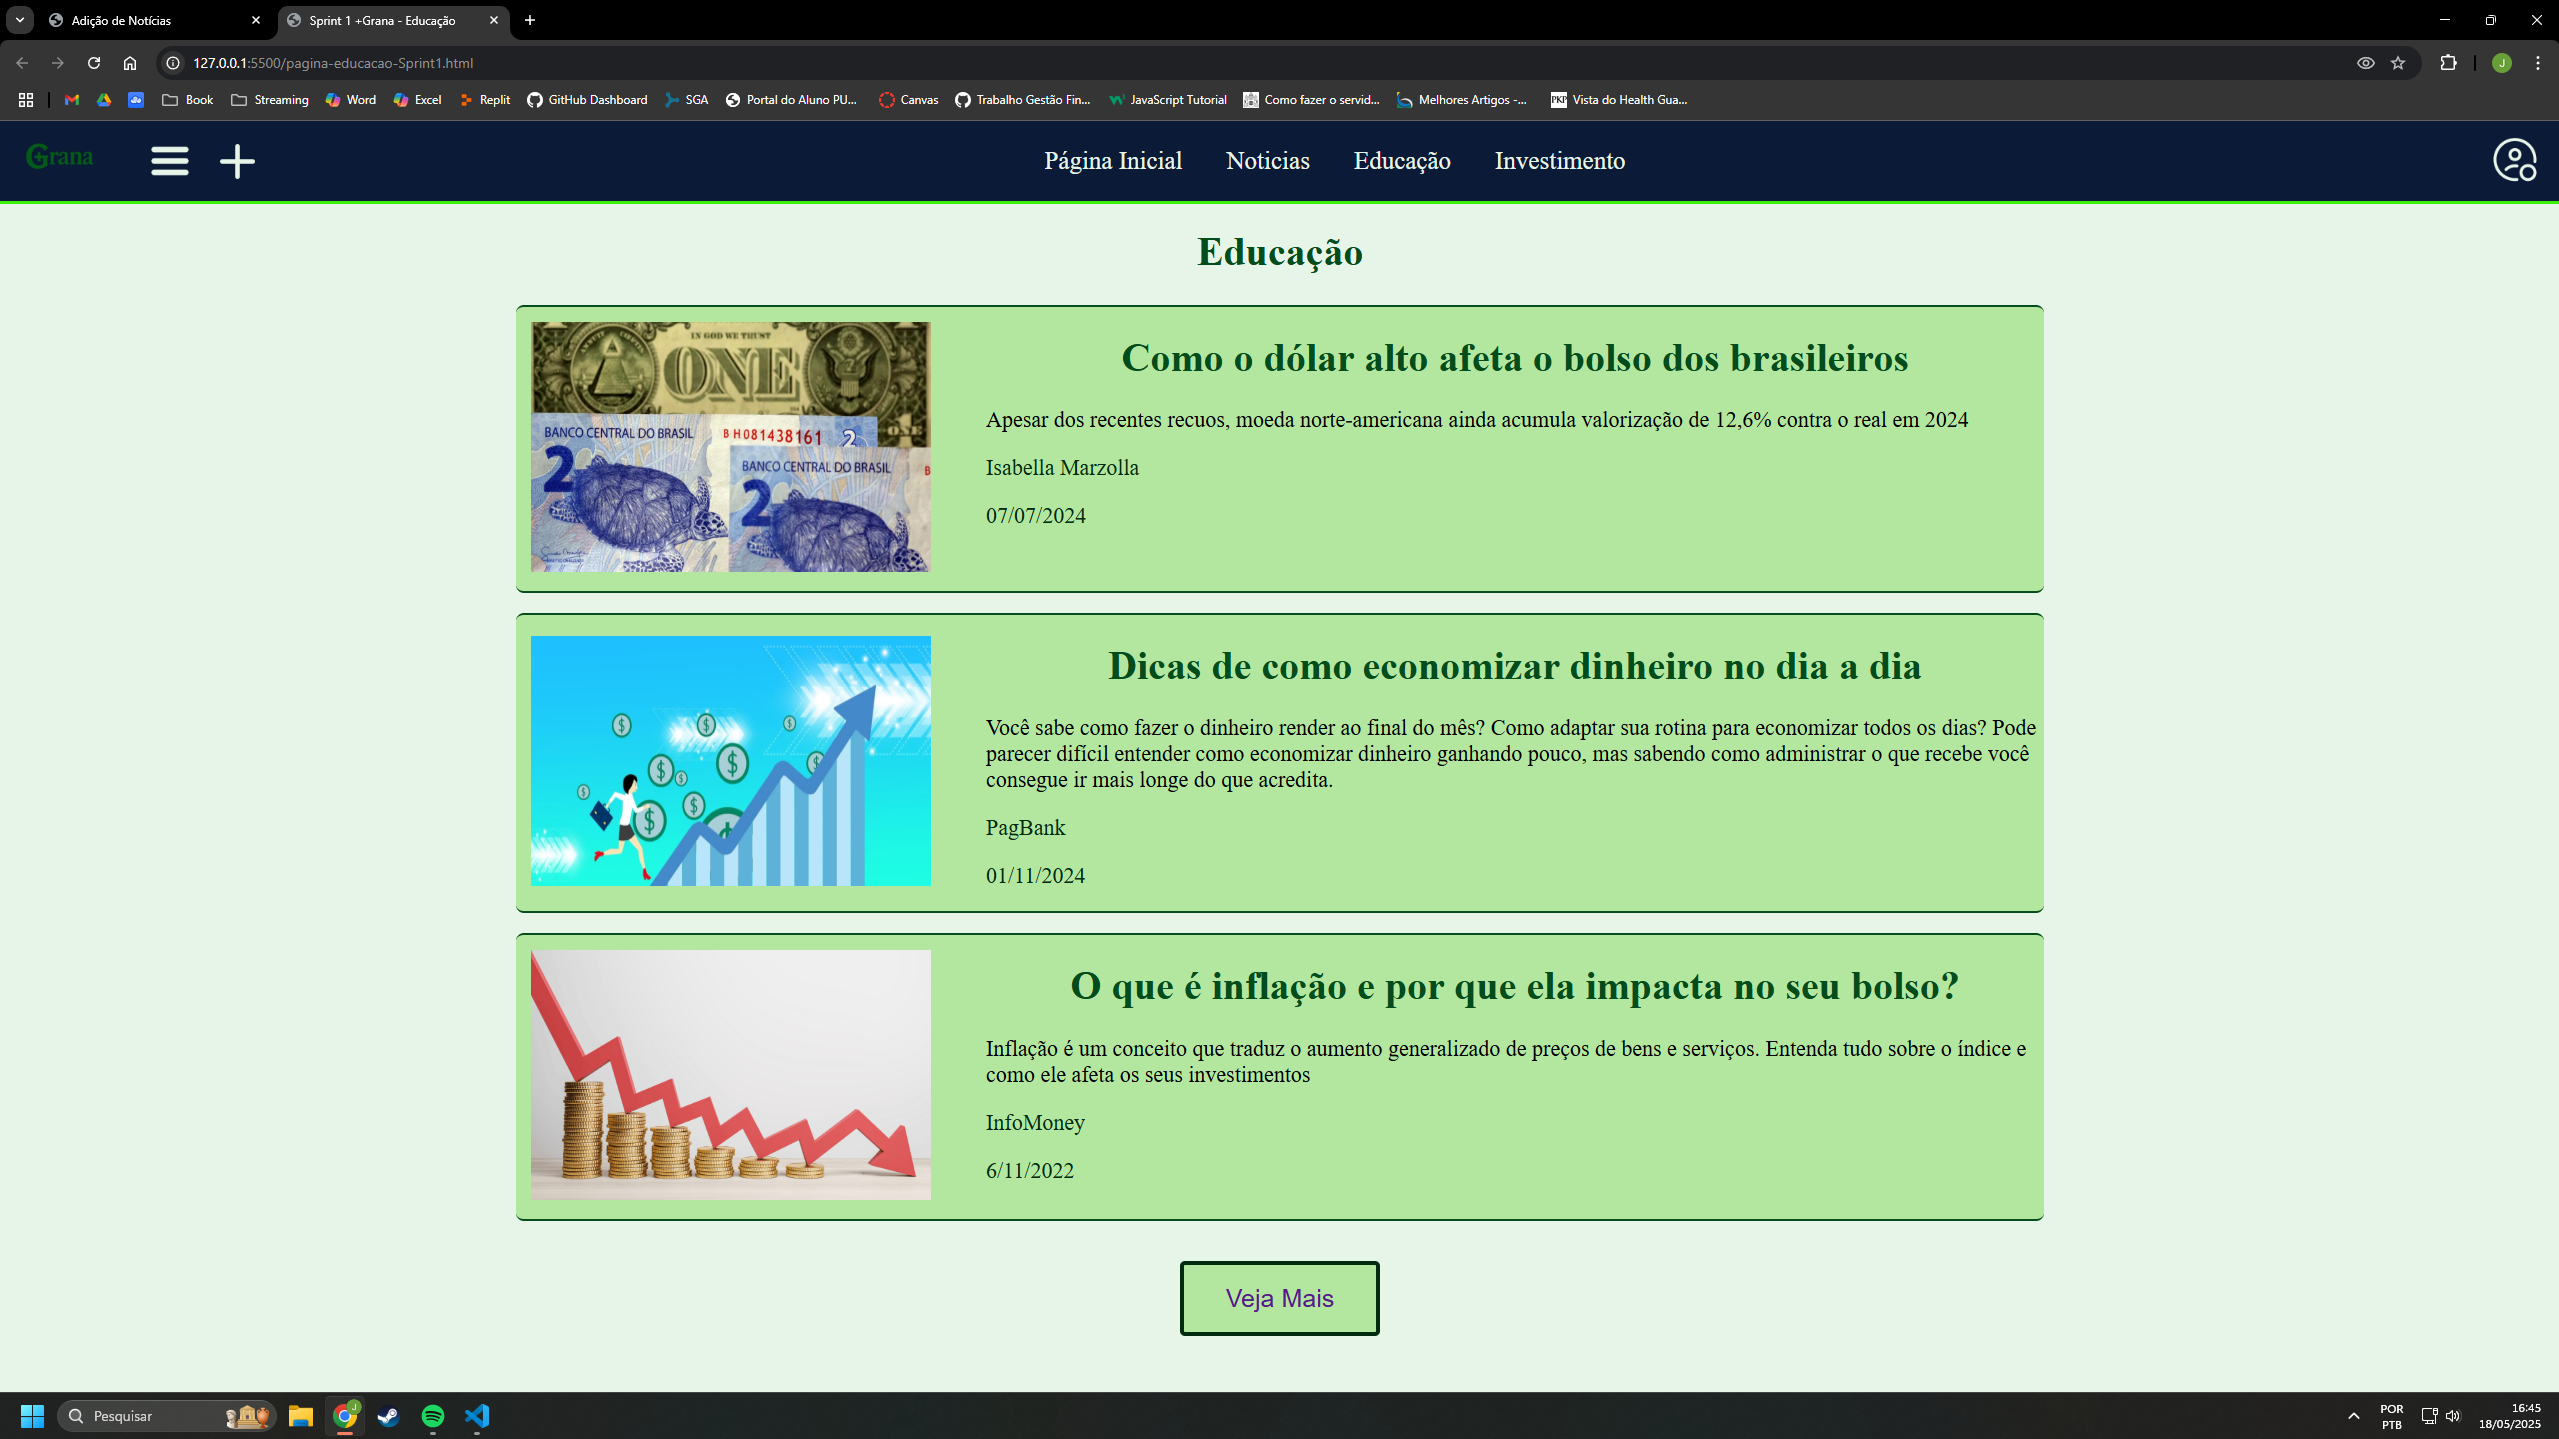 Adição de Notícias
Sprint 1 +Grana - Educação
127.0.0.1:5500/pagina-educacao-Sprint1.html
J
Book
Streaming
Word
Excel
Replit
GitHub Dashboard
SGA
Portal do Aluno PU...
Canvas
Trabalho Gestão Fin...
JavaScript Tutorial
Como fazer o servid...
Melhores Artigos -...
PKP
Vista do Health Gua...
Grana
Página Inicial
Noticias
Educação
Investimento
Educação
IN GOD WE TRUST
ONE
BANCO CENTRAL DO BRASIL
BH081438161
2
2
BANCO CENTRAL DO BRASIL
B
2
Como o dólar alto afeta o bolso dos brasileiros
Apesar dos recentes recuos, moeda norte-americana ainda acumula valorização de 12,6% contra o real em 2024
Isabella Marzolla
07/07/2024
Dicas de como economizar dinheiro no dia a dia
Você sabe como fazer o dinheiro render ao final do mês? Como adaptar sua rotina para economizar todos os dias? Pode
parecer difícil entender como economizar dinheiro ganhando pouco, mas sabendo como administrar o que recebe você
consegue ir mais longe do que acredita.
PagBank
01/11/2024
O que é inflação e por que ela impacta no seu bolso?
Inflação é um conceito que traduz o aumento generalizado de preços de bens e serviços. Entenda tudo sobre o índice e
como ele afeta os seus investimentos
InfoMoney
6/11/2022
Veja Mais
Pesquisar
J
POR
PTB
16:45
18/05/2025